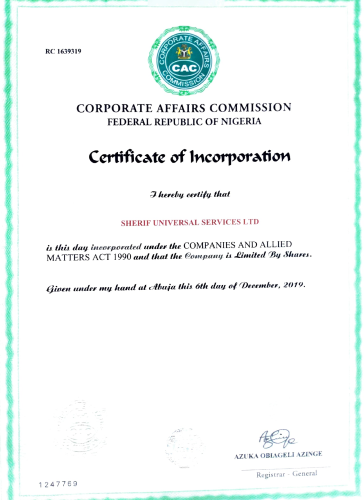 RC 1639319
CORPORATE AFFAIRS
CAC
COMMISSION
CORPORATE AFFAIRS COMMISSION
FEDERAL REPUBLIC OF NIGERIA
Certificate of Incorporation
I hereby certify that
SHERIF UNIVERSAL SERVICES LTD
is this day incorporated under the COMPANIES AND ALLIED
MATTERS ACT 1990 and that the Company is Limited By Shares.
Given under my hand at Abuja this 6th day of December, 2019.
AZUKA OBIAGELI AZINGE
Registrar - General
1247769